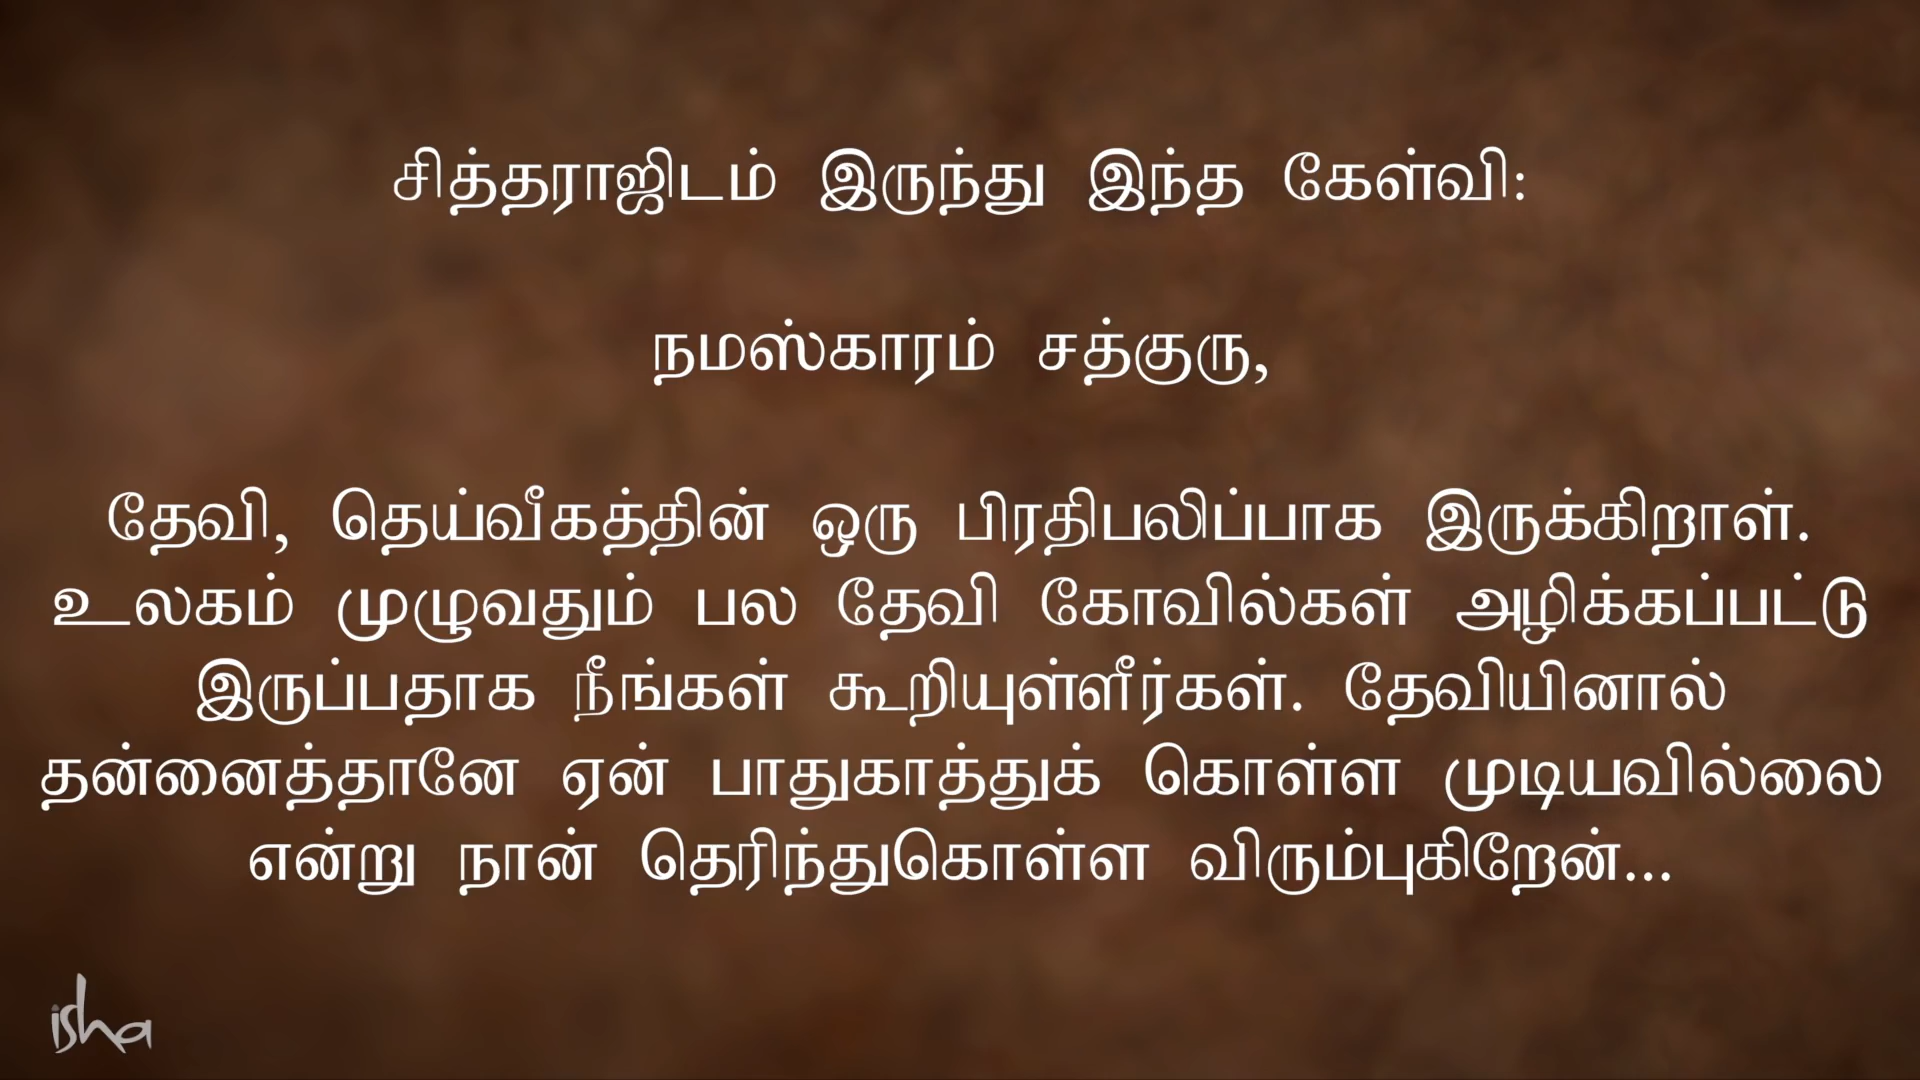 சித்தராஜிடம் இருந்து இந்த கேள்வி:
நமஸ்காரம் சத்குரு,
தேவி, தெய்வீகத்தின் ஒரு பிரதிபலிப்பாக இருக்கிறாள்.
உலகம் முழுவதும் பல தேவி கோவில்கள் அழிக்கப்பட்டு
இருப்பதாக நீங்கள் கூறியுள்ளீர்கள். தேவியினால்
தன்னைத்தானே ஏன் பாதுகாத்துக் கொள்ள முடியவில்லை
என்று நான் தெரிந்துகொள்ள விரும்புகிறேன்...
isha